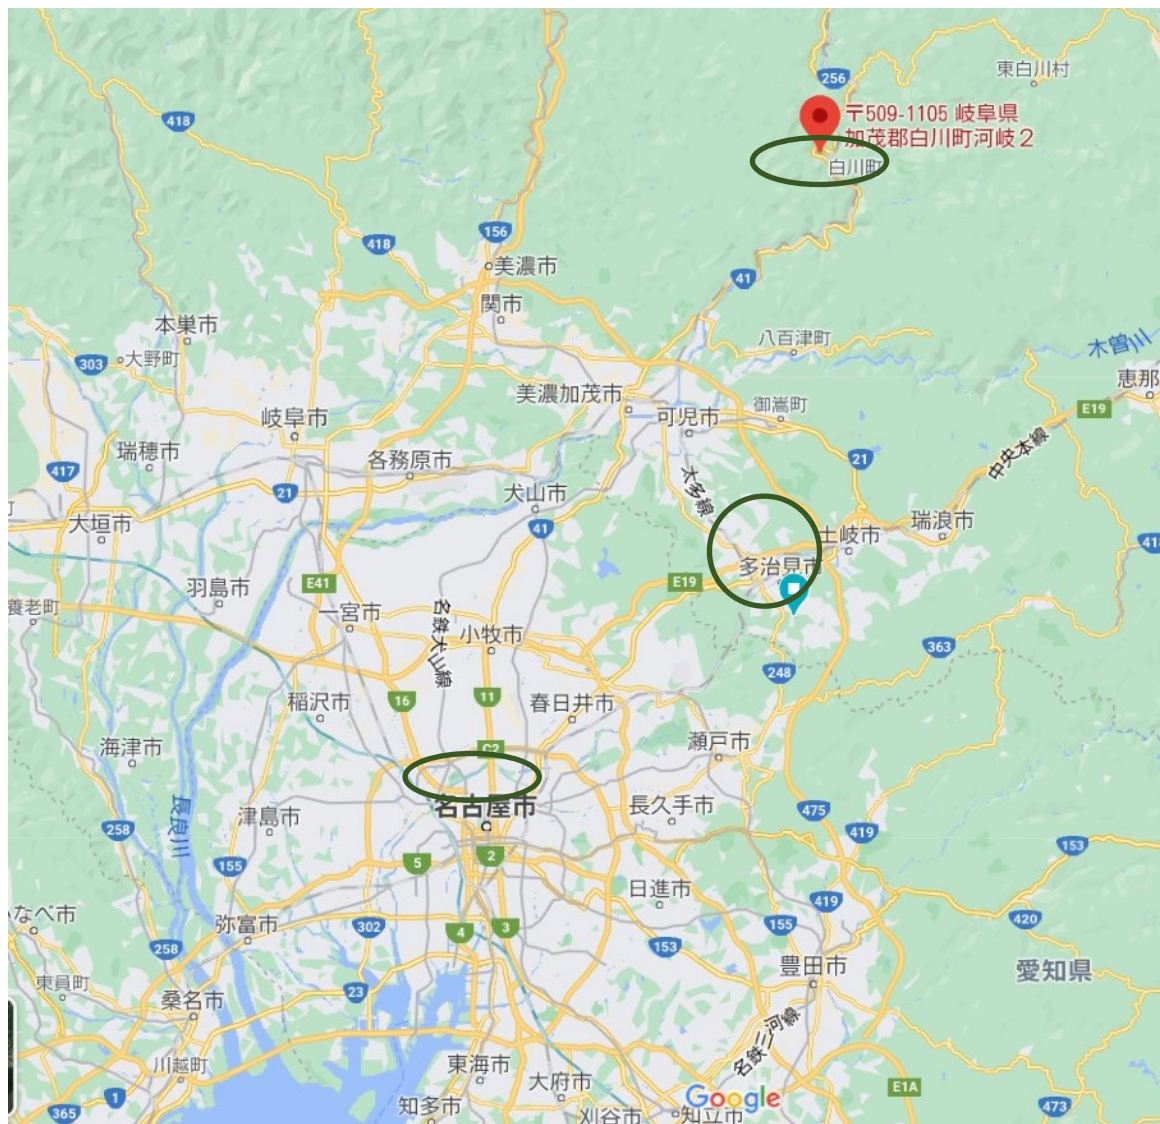 256
東白川村
418
〒509-1105 岐阜県
加茂郡白川町河岐2
白川町
156
418
美濃市
41
関市
本巣市
八百津町
木曽川
303
大野町
恵那
美濃加茂市
御嵩町
E19
岐阜市
可児市
瑞穂市
各務原市
21
中央本線
417
太多線
21
犬山市
大垣市
41
土岐市
瑞浪市
418
多治見市
E41
E19
羽島市
養老町
一宮市
名鉄犬山線
小牧市
363
248
16
11
稲沢市
春日井市
海津市
C2
瀬戸市
名古屋市
長久手市
475
津島市
長良川
258
419
153
155
5
2
日進市
419
なべ市
弥富市
302
4
3
155
420
258
153
豊田市
愛知県
東員町
23
桑名市
名鉄三河線
川越町
東海市
大府市
E1A
1
Google
365
知多市
刈谷市
知立市
473